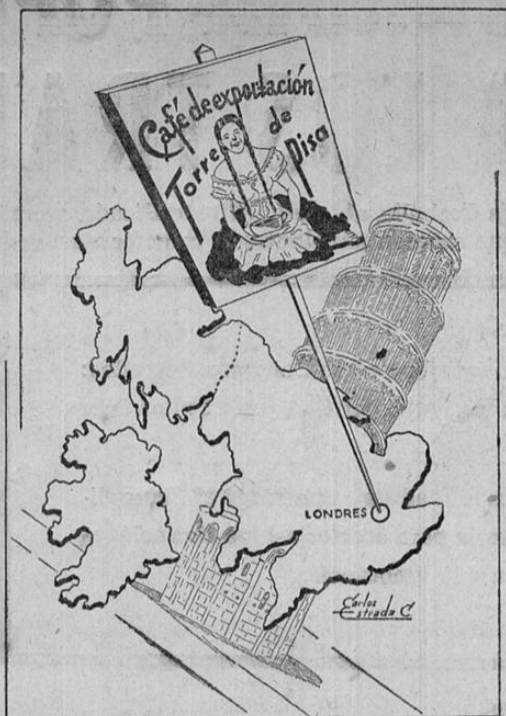 Café de exportación
Torre de
Pisa
LONDRES
Carlos
Estrada C.